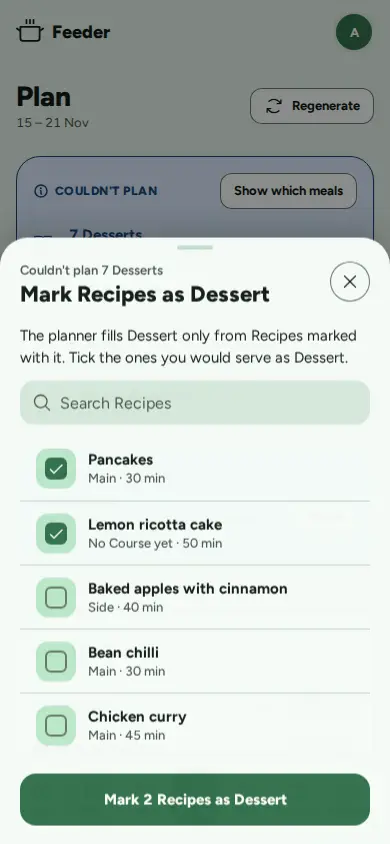 Feeder
A
Plan
15 – 21 Nov
Regenerate
COULDN'T PLAN
Show which meals
7 Desserts
Couldn't plan 7 Desserts
Mark Recipes as Dessert
The planner fills Dessert only from Recipes marked
with it. Tick the ones you would serve as Dessert.
Search Recipes
Pancakes
Main · 30 min
Lemon ricotta cake
No Course yet · 50 min
Baked apples with cinnamon
Side · 40 min
Bean chilli
Main · 30 min
Chicken curry
Main · 45 min
Mark 2 Recipes as Dessert